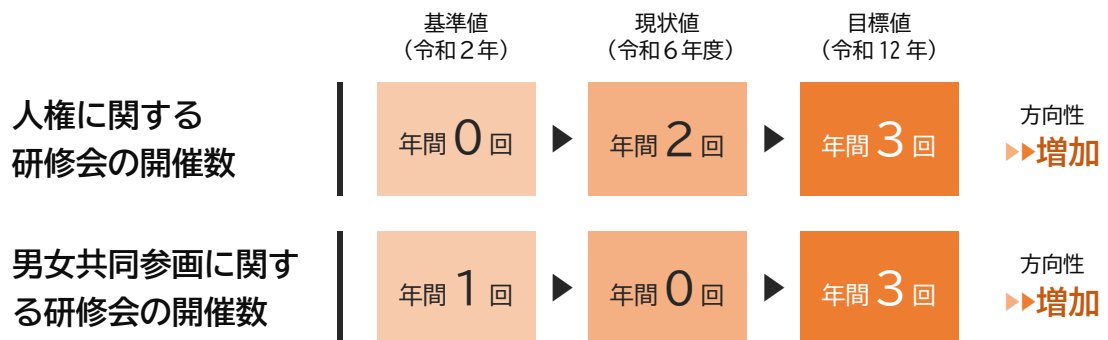 基準値
（令和２年）
現状値
（令和６年度）
目標値
（令和 12 年）
人権に関する
研修会の開催数
年間 0 回
▶
年間 2 回
▶
年間 3 回
方向性
▶▶増加
男女共同参画に関す
る研修会の開催数
年間 1 回
▶
年間 0 回
▶
年間 3 回
方向性
▶▶増加